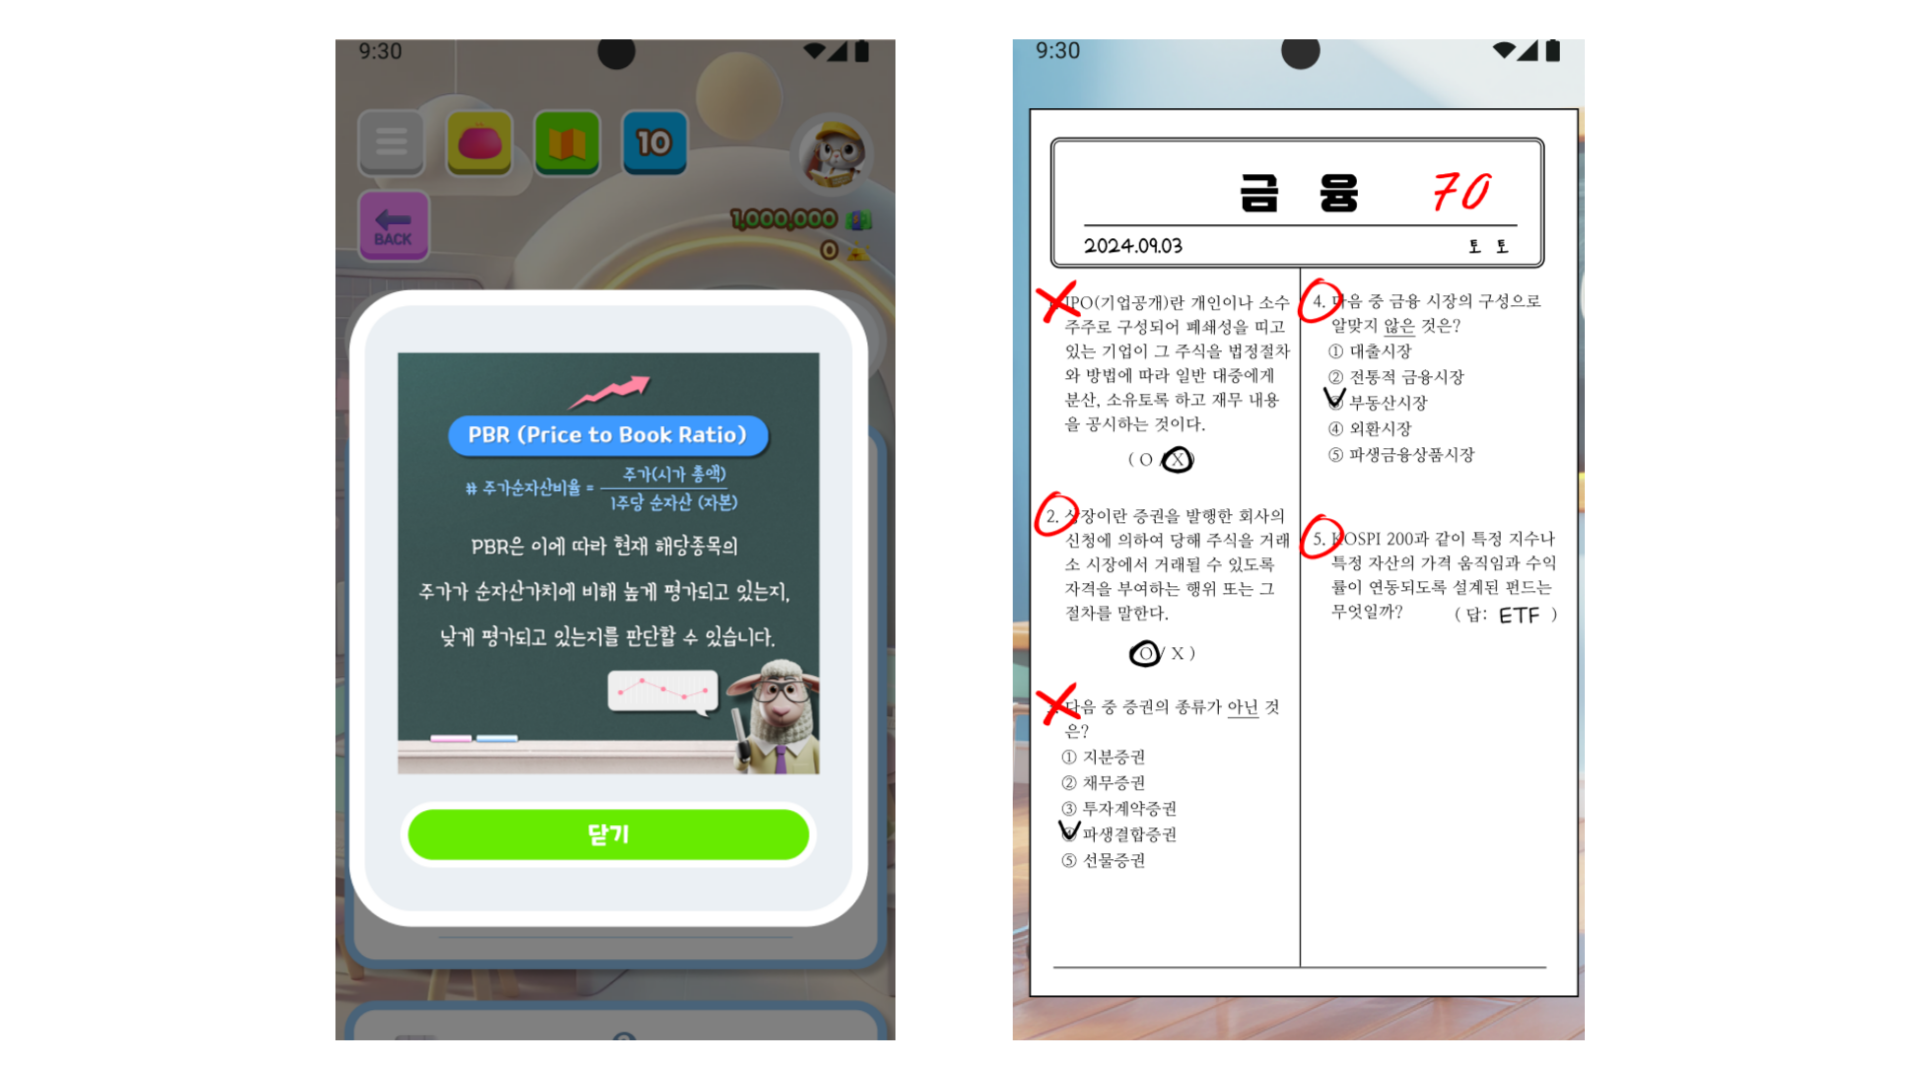 9:30
10
BACK
1,000,000
0
PBR (Price to Book Ratio)
# 주가순자산비율 = 주가(시가 총액)
1주당 순자산 (자본)
PBR은 이에 따라 현재 해당종목의
주가가 순자산가치에 비해 높게 평가되고 있는지,
낮게 평가되고 있는지를 판단할 수 있습니다.
닫기
9:30
금 융 70
2024.09.03 토 토
IPO(기업공개)란 개인이나 소수
주주로 구성되어 폐쇄성을 띠고
있는 기업이 그 주식을 법정절차
와 방법에 따라 일반 대중에게
분산, 소유토록 하고 재무 내용
을 공시하는 것이다.
( O / X )
2. 상장이란 증권을 발행한 회사의
신청에 의하여 당해 주식을 거래
소 시장에서 거래될 수 있도록
자격을 부여하는 행위 또는 그
절차를 말한다.
( O / X )
다음 중 증권의 종류가 아닌 것
은?
① 지분증권
② 채무증권
③ 투자계약증권
④ 파생결합증권
⑤ 선물증권
4. 다음 중 금융 시장의 구성으로
알맞지 않은 것은?
① 대출시장
② 전통적 금융시장
③ 부동산시장
④ 외환시장
⑤ 파생금융상품시장
5. KOSPI 200과 같이 특정 지수나
특정 자산의 가격 움직임과 수익
률이 연동되도록 설계된 펀드는
무엇일까? ( 답: ETF )